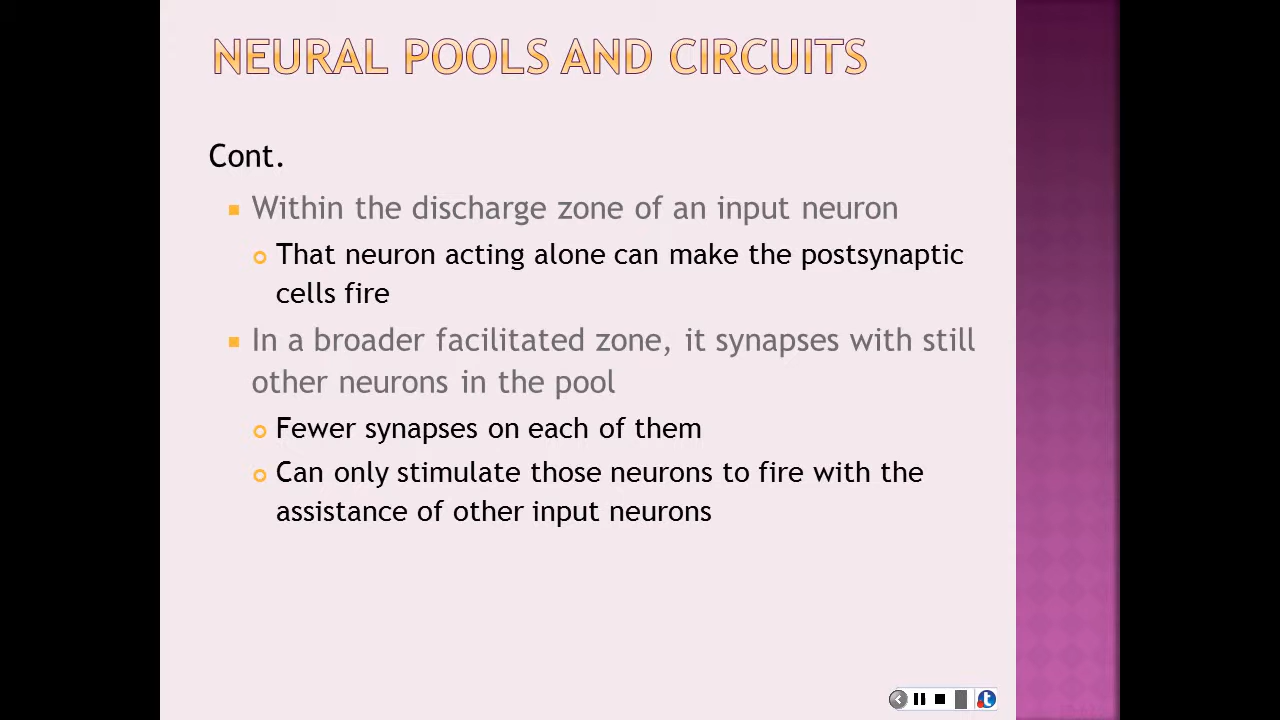 NEURAL POOLS AND CIRCUITS
Cont.
Within the discharge zone of an input neuron
That neuron acting alone can make the postsynaptic
cells fire
In a broader facilitated zone, it synapses with still
other neurons in the pool
Fewer synapses on each of them
Can only stimulate those neurons to fire with the
assistance of other input neurons
t